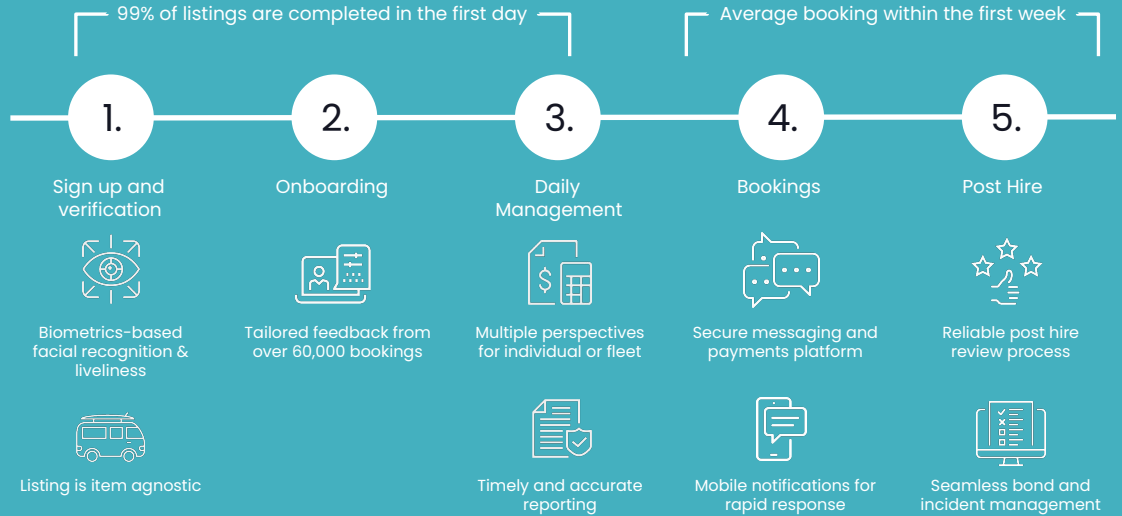 99% of listings are completed in the first day
Average booking within the first week
1.
2.
3.
4.
5.
Sign up and
verification
Onboarding
Daily
Management
Bookings
Post Hire
Biometrics-based
facial recognition &
liveliness
Tailored feedback from
over 60,000 bookings
Multiple perspectives
for individual or fleet
Secure messaging and
payments platform
Reliable post hire
review process
Listing is item agnostic
Timely and accurate
reporting
Mobile notifications for
rapid response
Seamless bond and
incident management